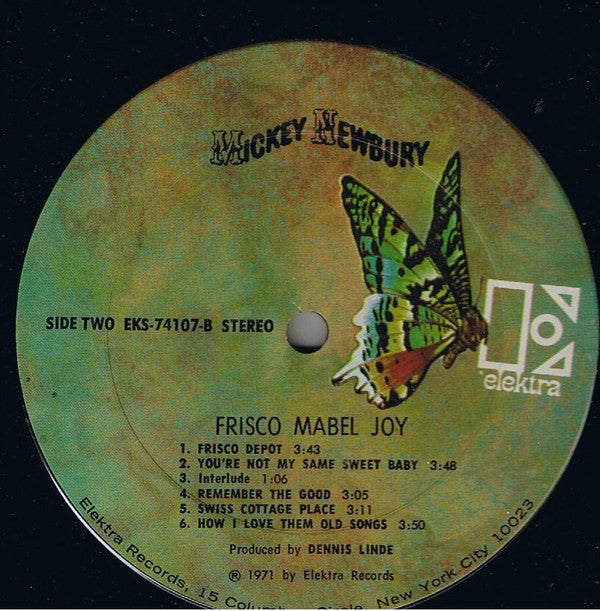 MICKEY NEWBURY
SIDE TWO EKS-74107-B STEREO
elektra
FRISCO MABEL JOY
1. FRISCO DEPOT 3:43
2. YOU'RE NOT MY SAME SWEET BABY 3:48
3. Interlude 1:06
4. REMEMBER THE GOOD 3:05
5. SWISS COTTAGE PLACE 3:11
6. HOW I LOVE THEM OLD SONGS 3:50
Produced by DENNIS LINDE
℗ 1971 by Elektra Records
Elektra Records, 15 Columbus Circle, New York City 10023